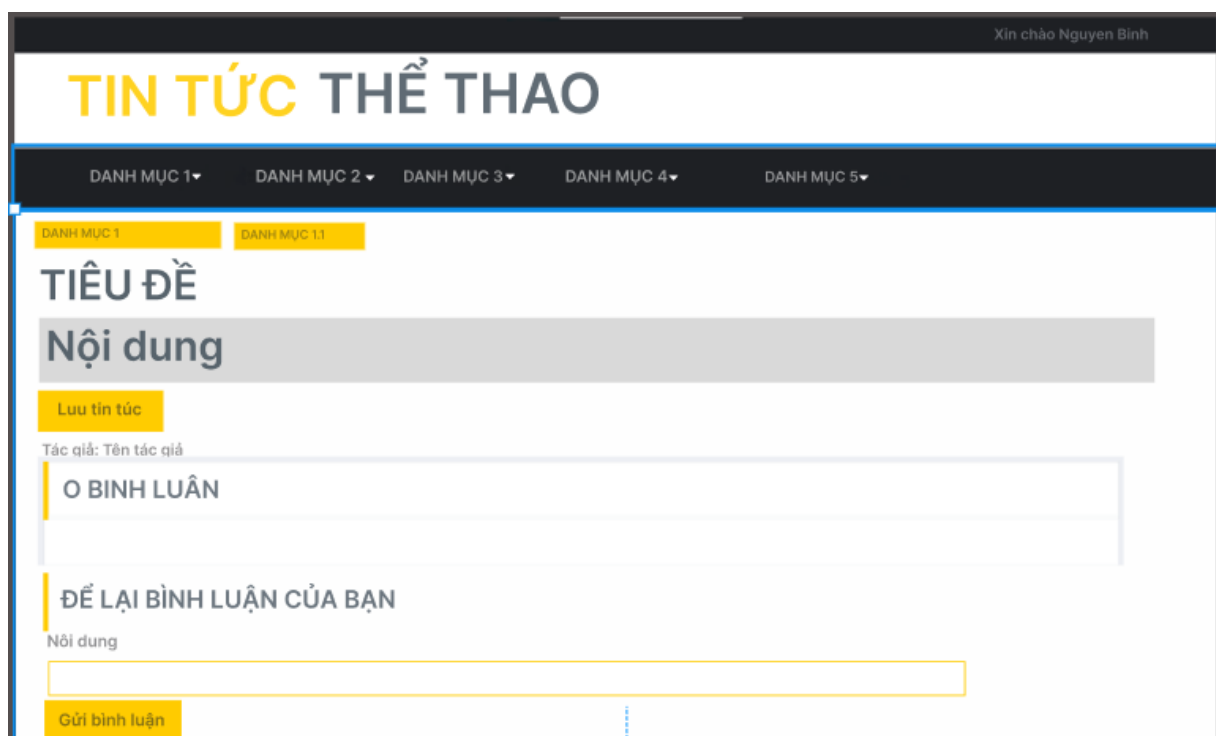 Xin chào Nguyen Binh
TIN TỨC THỂ THAO
DANH MỤC 1 DANH MỤC 2 DANH MỤC 3 DANH MỤC 4 DANH MỤC 5
DANH MỤC 1 DANH MỤC 1.1
TIÊU ĐỀ
Nội dung
Luu tin túc
Tác giả: Tên tác giả
O BINH LUÂN
ĐỂ LẠI BÌNH LUẬN CỦA BẠN
Nôi dung
Gửi bình luận